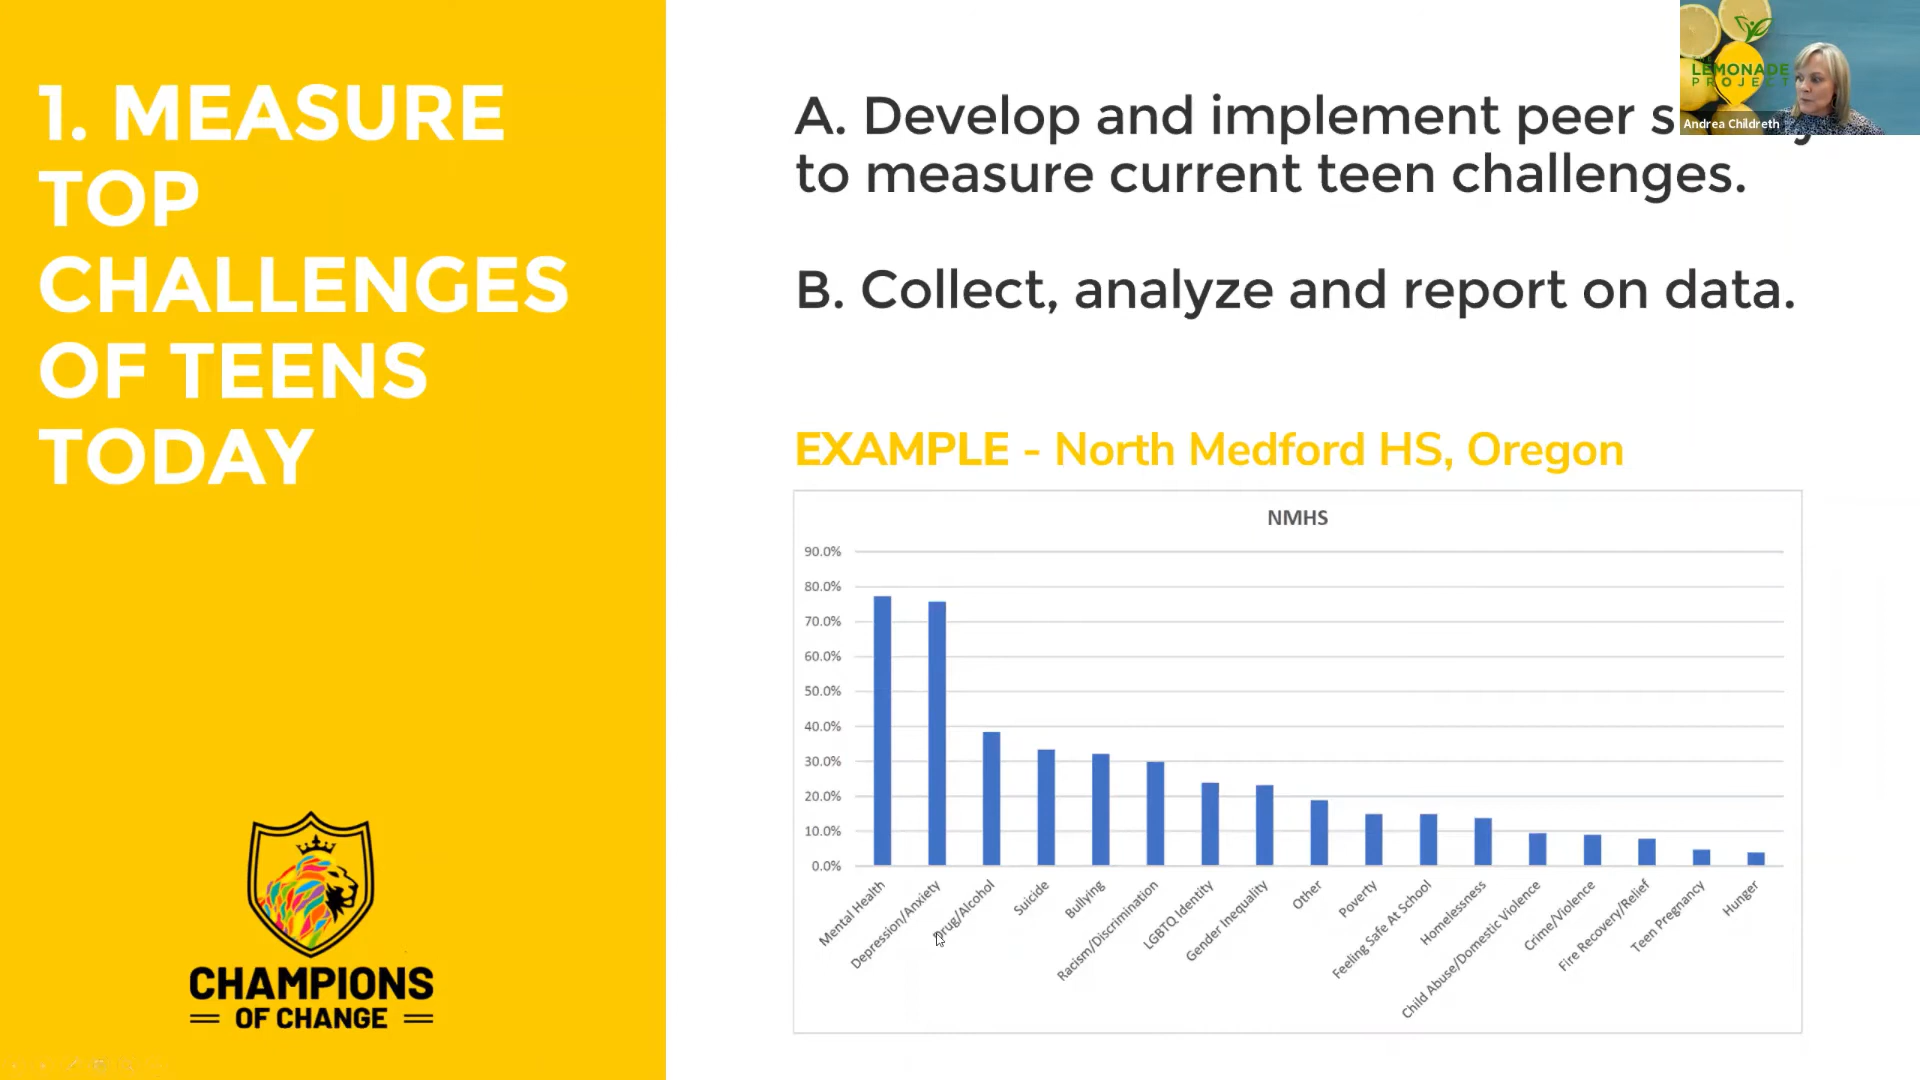 1. MEASURE
TOP
CHALLENGES
OF TEENS
TODAY
CHAMPIONS
OF CHANGE
A. Develop and implement peer
to measure current teen challenges.
B. Collect, analyze and report on data.
EXAMPLE - North Medford HS, Oregon
NMHS
90.0%
80.0%
70.0%
60.0%
50.0%
40.0%
30.0%
20.0%
10.0%
0.0%
Mental Health
Depression/Anxiety
Drug/Alcohol
Suicide
Bullying
Racism/Discrimination
LGBTQ Identity
Gender Inequality
Other
Poverty
Feeling Safe At School
Homelessness
Child Abuse/Domestic Violence
Crime/Violence
Fire Recovery/Relief
Teen Pregnancy
Hunger
LEMONADE
PROJECT
Andrea Childreth